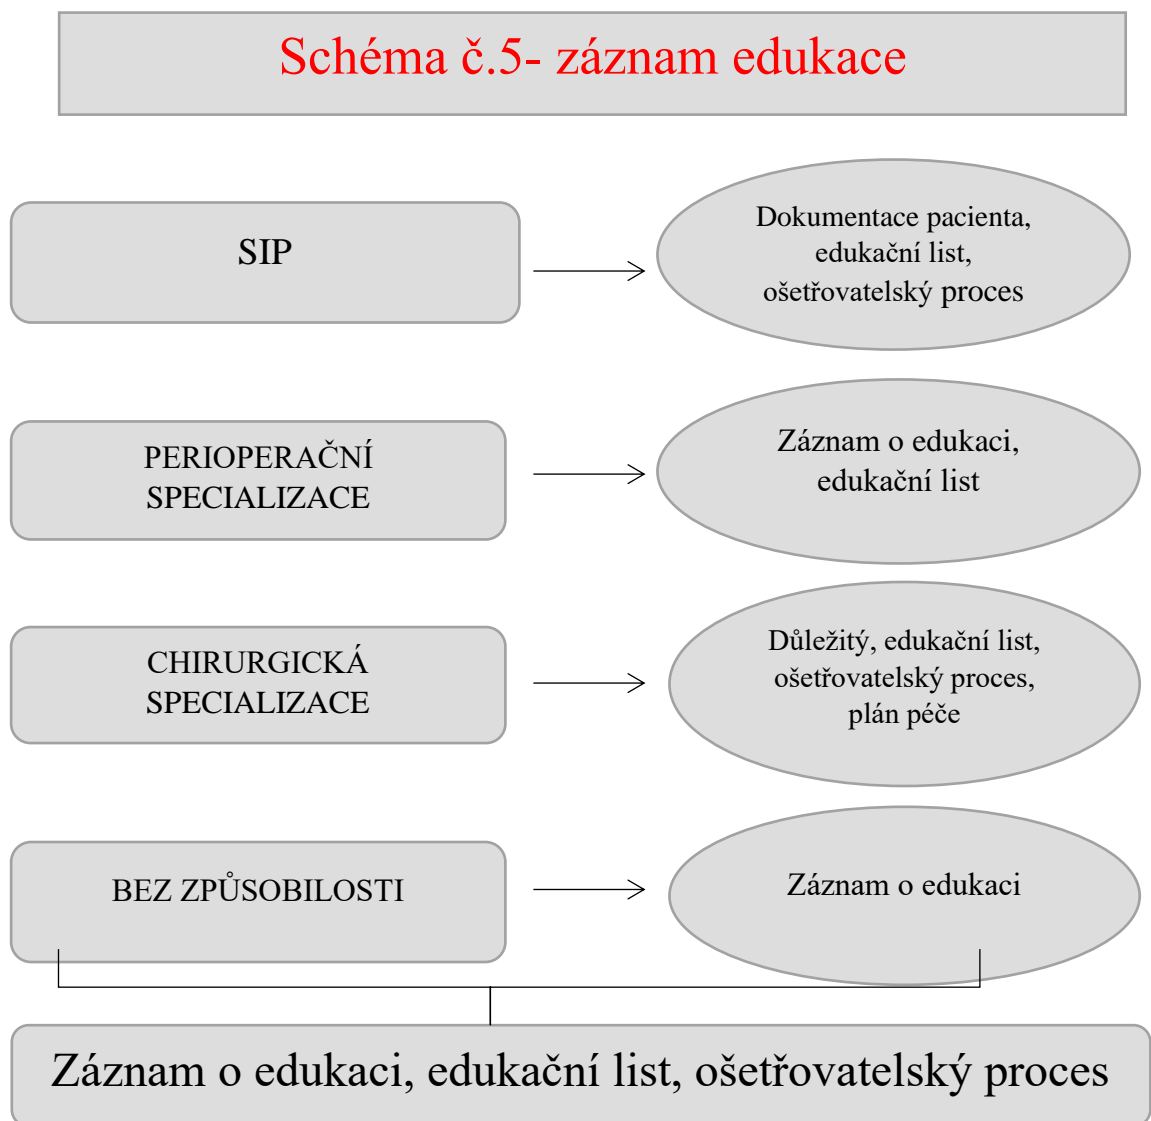 Schéma č.5- záznam edukace
SIP
Dokumentace pacienta,
edukační list,
ošetřovatelský proces
PERIOPERAČNÍ
SPECIALIZACE
Záznam o edukaci,
edukační list
CHIRURGICKÁ
SPECIALIZACE
Důležitý, edukační list,
ošetřovatelský proces,
plán péče
BEZ ZPŮSOBILOSTI
Záznam o edukaci
Záznam o edukaci, edukační list, ošetřovatelský proces